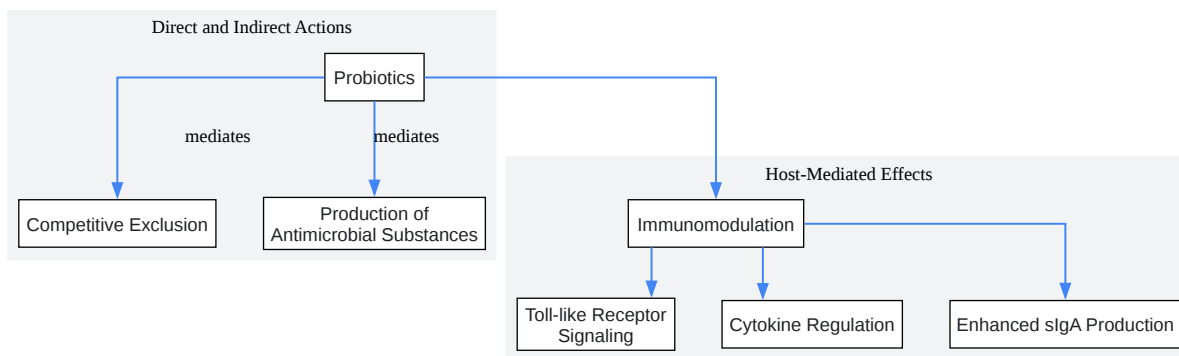 Direct and Indirect Actions
Probiotics
mediates
mediates
Competitive Exclusion
Production of
Antimicrobial Substances
Host-Mediated Effects
Immunomodulation
Toll-like Receptor
Signaling
Cytokine Regulation
Enhanced sIgA Production